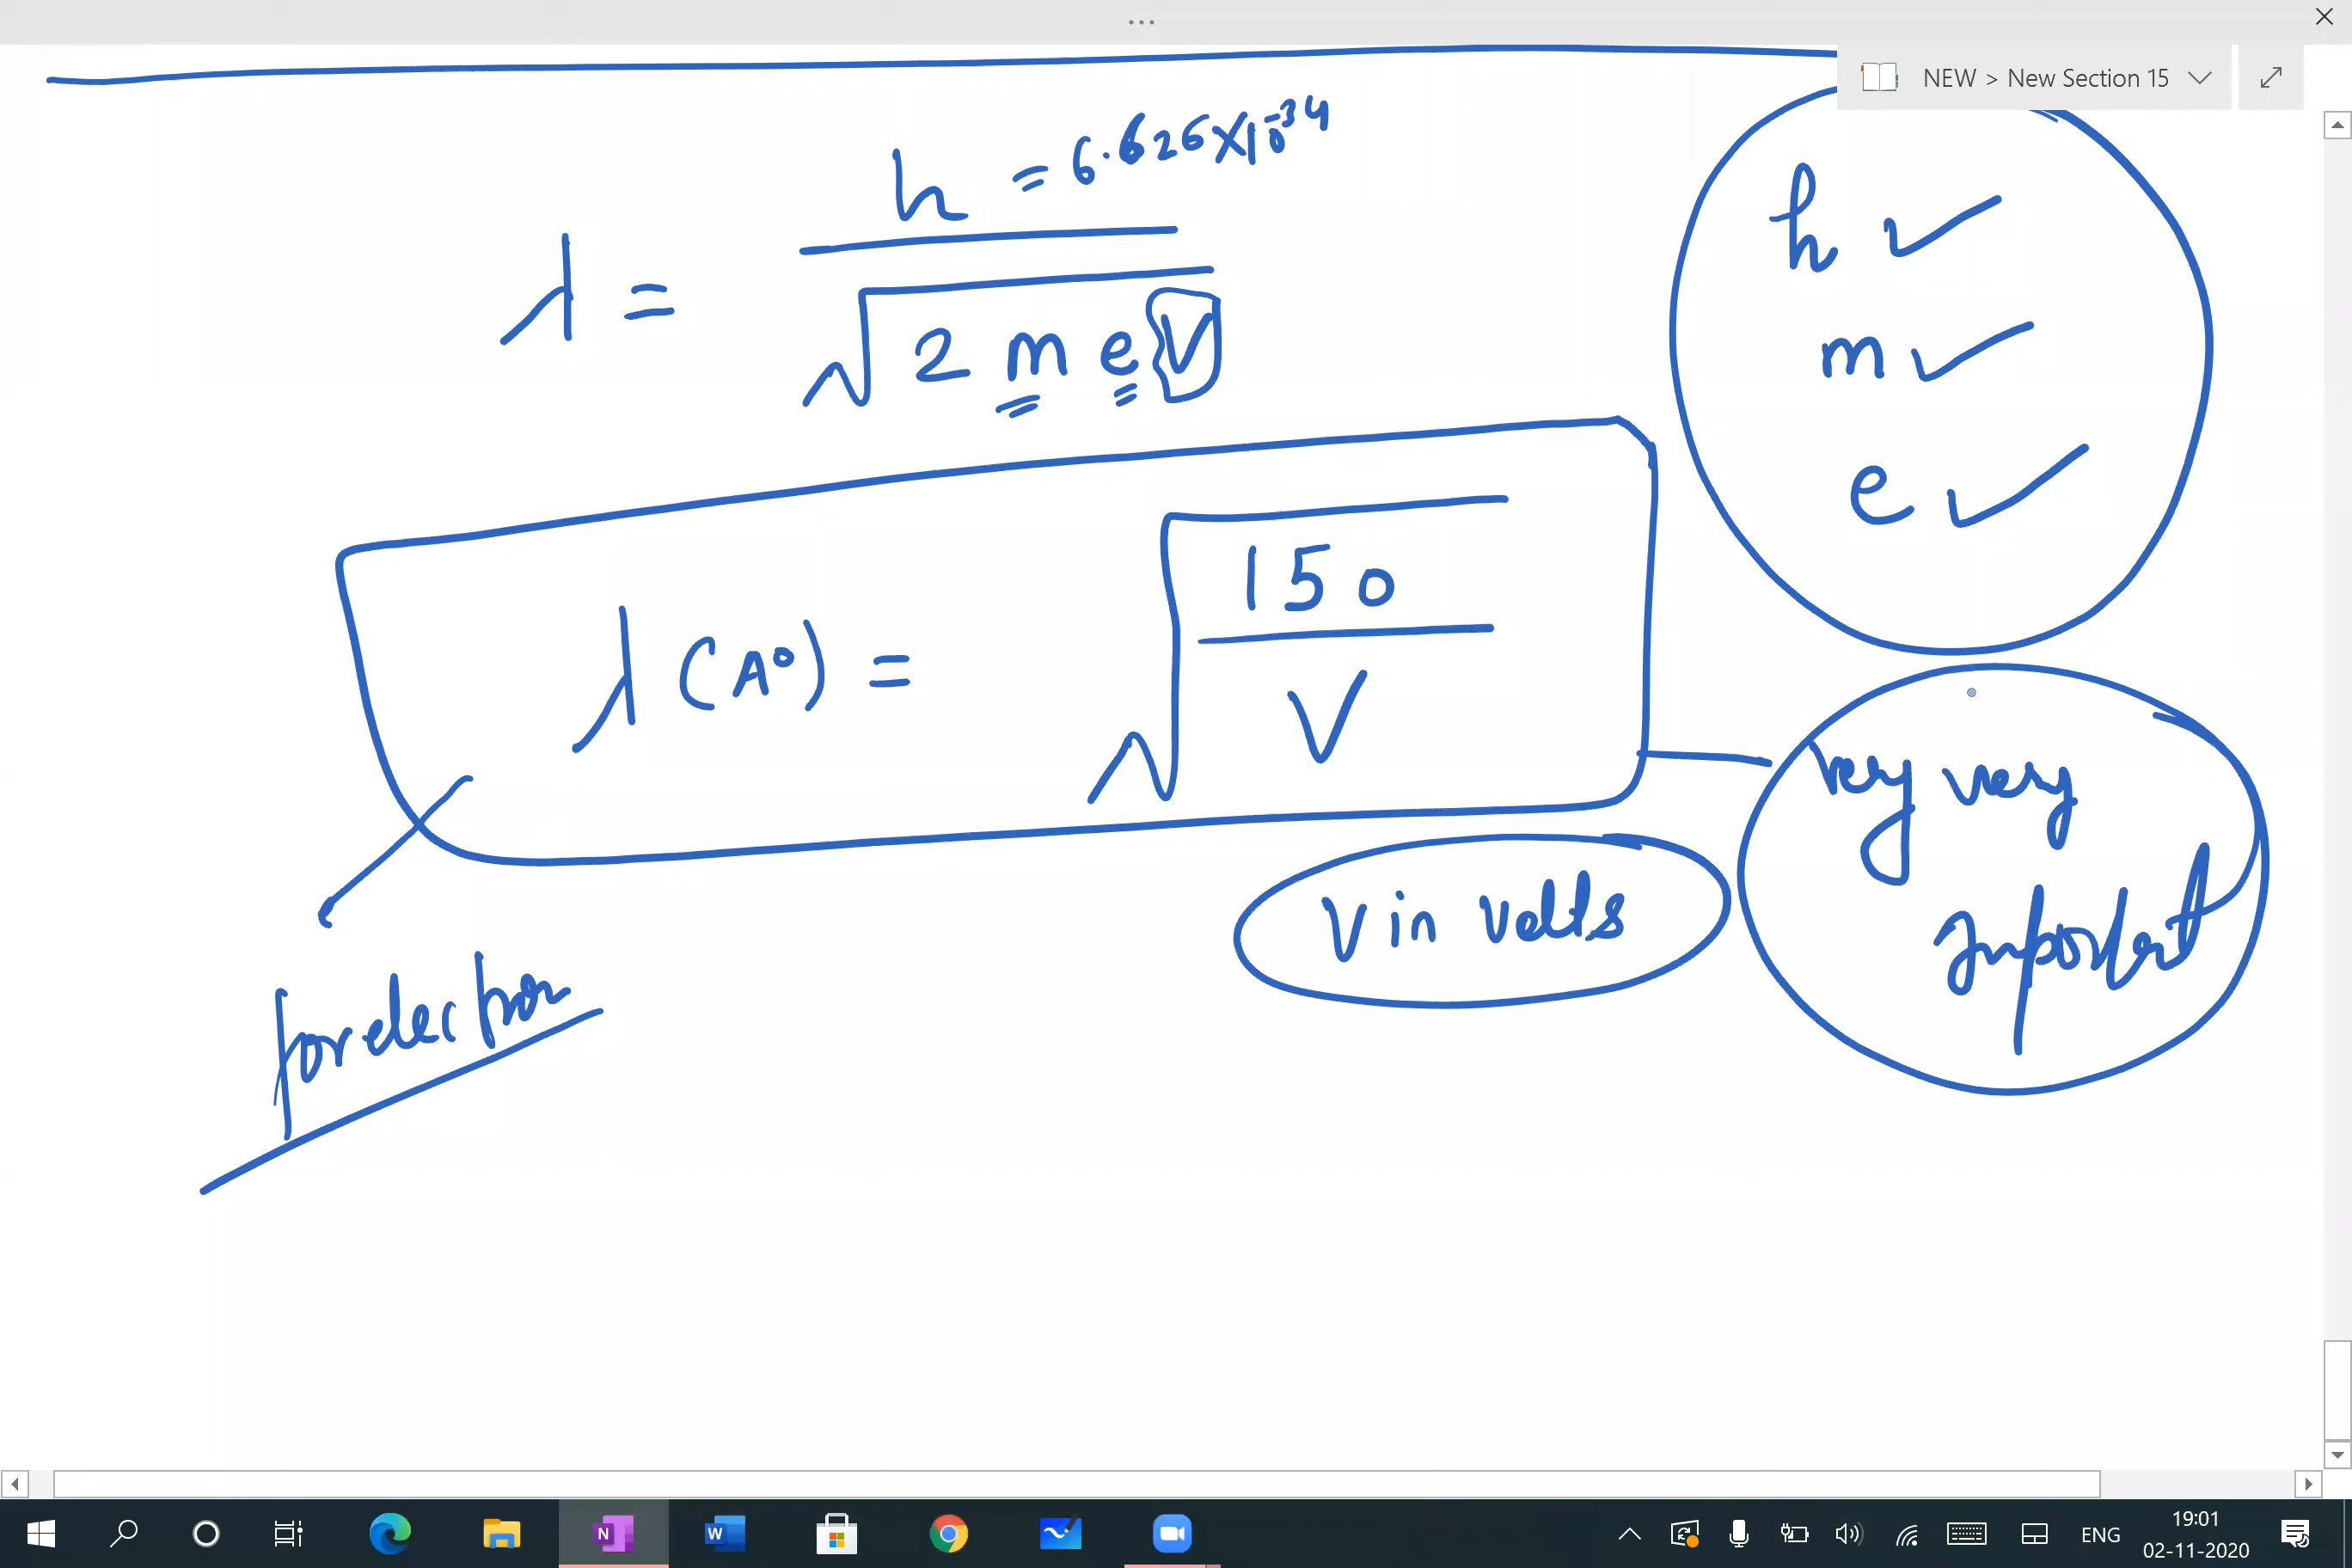 ...
NEW > New Section 15
λ = h / √2 m e V
h = 6.626 X 10^-34
h ✓
m ✓
e ✓
λ (A°) = √150 / V
V in Volts
very very
Important
for electron
ENG
19:01
02-11-2020